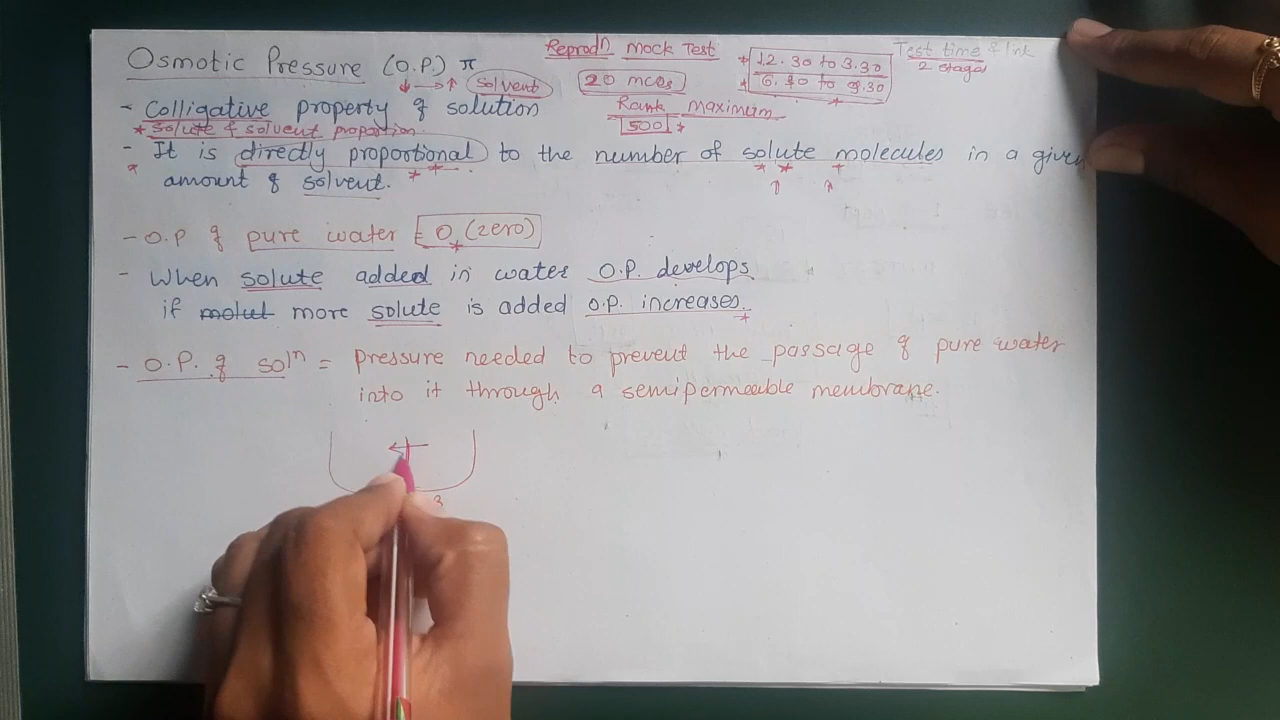 Osmotic Pressure (O.P.) π
↓ → ↑ solvent
Reprodⁿ Mock Test
20 MCQs
* 12.30 to 3.30
* 6.30 to 9.30
*
Test time & link
2 stages
- Colligative property of solution
* Solute & solvent proportion.
Rank Maximum
500 *
- It is directly proportional to the number of solute molecules in a given
amount of solvent.
- O.P of pure water = 0 (zero)
- When solute added in water O.P. develops
if molut more solute is added O.P. increases.
- O.P. of solⁿ = Pressure needed to prevent the passage of pure water
into it through a semipermeable membrane.